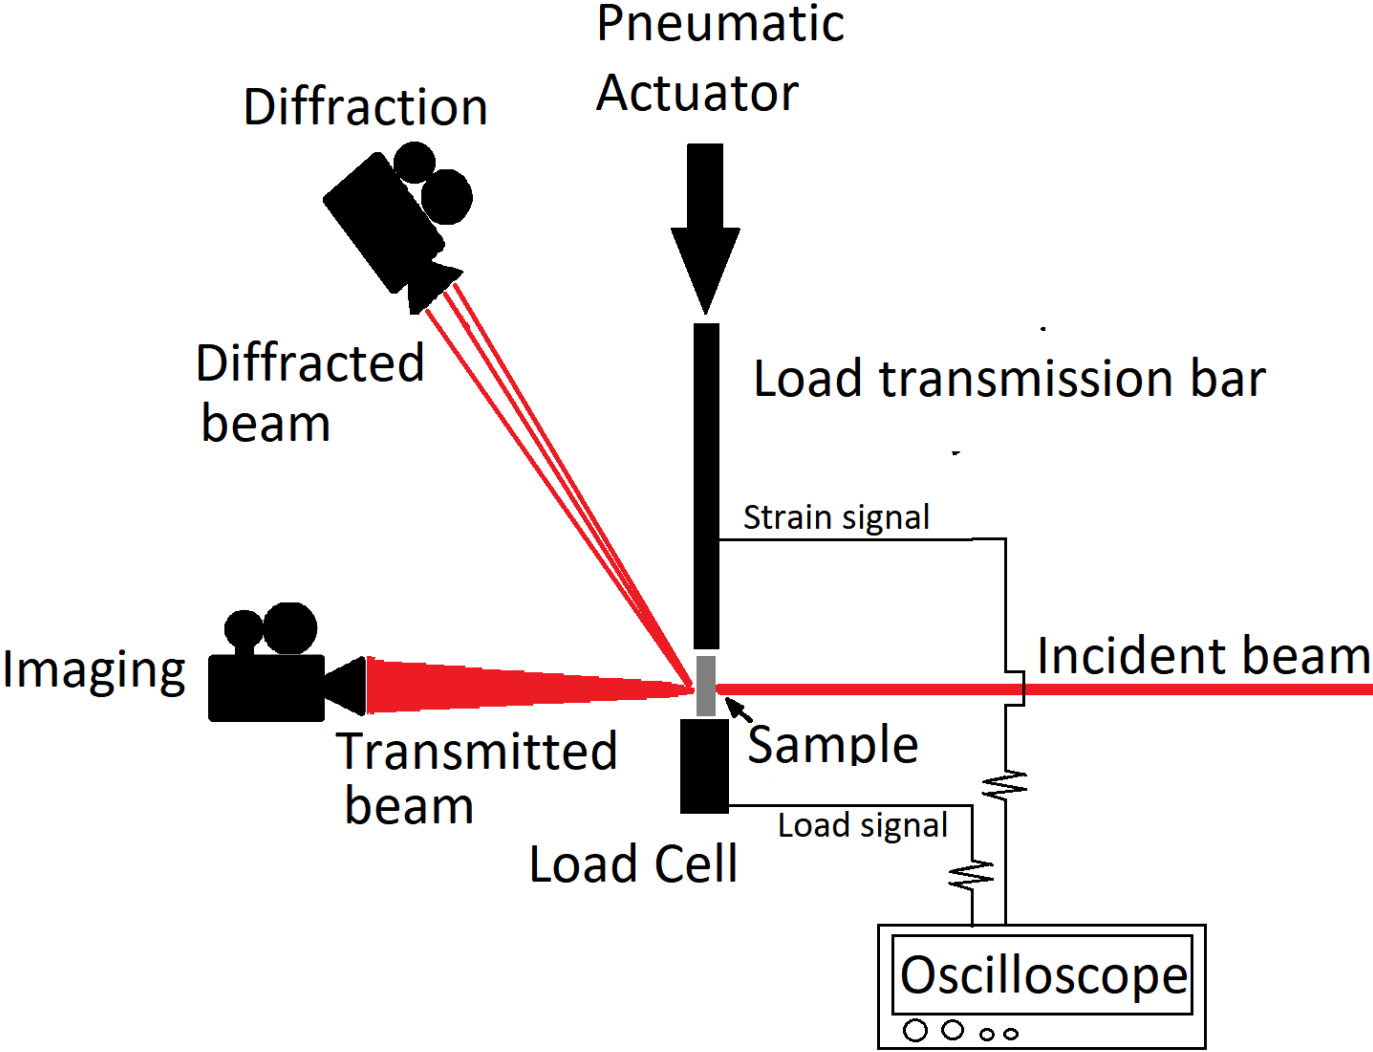 Pneumatic
Actuator
Diffraction
Diffracted
beam
Load transmission bar
Strain signal
Imaging
Incident beam
Transmitted
beam
Sample
Load signal
Load Cell
Oscilloscope